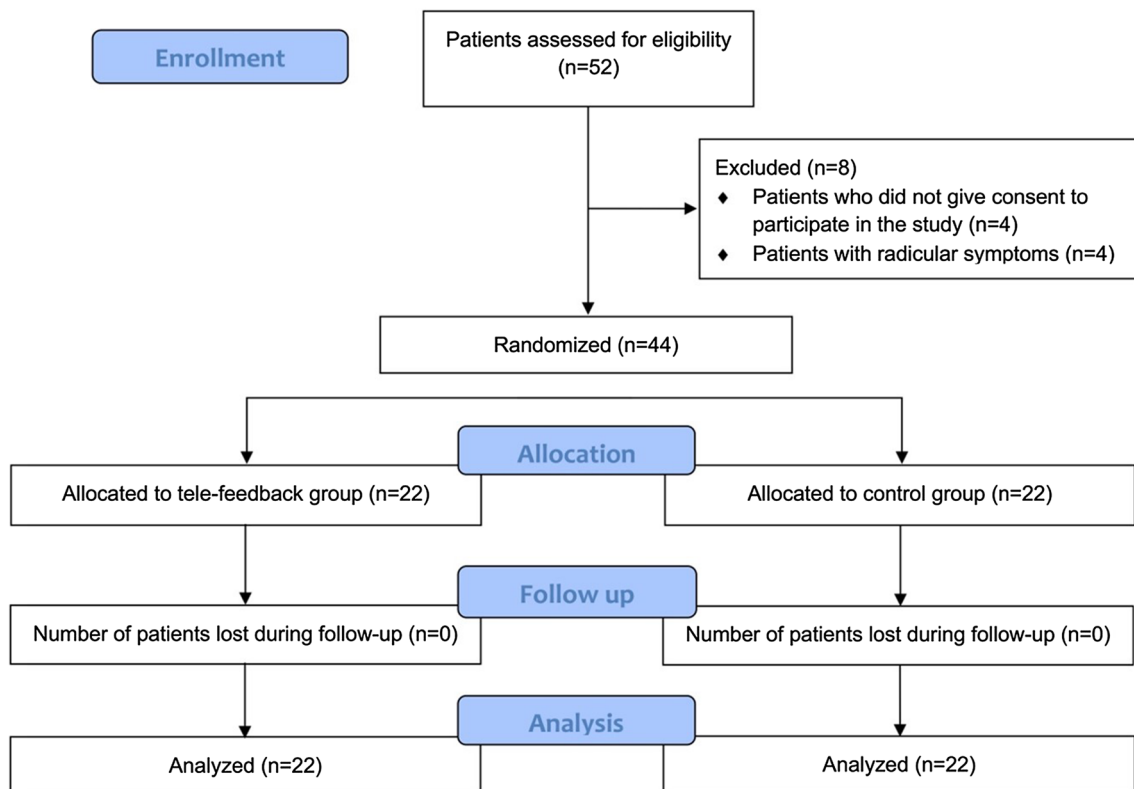 Enrollment
Patients assessed for eligibility
(n=52)
Excluded (n=8)
♦ Patients who did not give consent to
participate in the study (n=4)
♦ Patients with radicular symptoms (n=4)
Randomized (n=44)
Allocation
Allocated to tele-feedback group (n=22)
Allocated to control group (n=22)
Follow up
Number of patients lost during follow-up (n=0)
Number of patients lost during follow-up (n=0)
Analysis
Analyzed (n=22)
Analyzed (n=22)